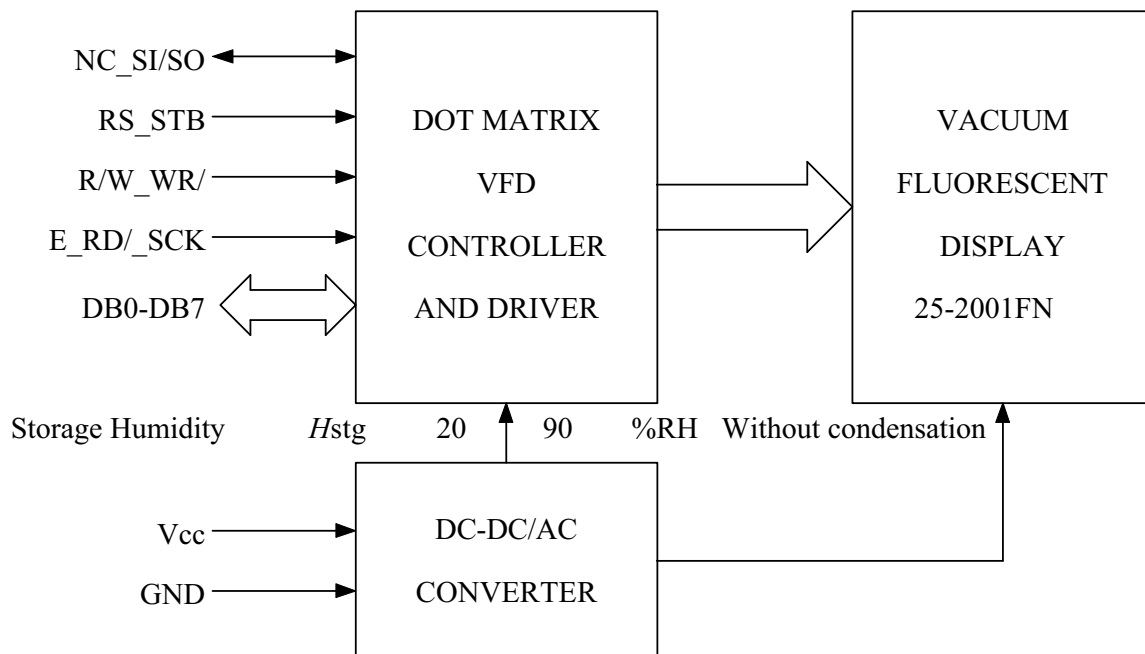 NC_SI/SO
RS_STB
R/W_WR/
E_RD/_SCK
DB0-DB7
DOT MATRIX
VFD
CONTROLLER
AND DRIVER
VACUUM
FLUORESCENT
DISPLAY
25-2001FN
Storage Humidity Hstg 20 90 %RH Without condensation
Vcc
GND
DC-DC/AC
CONVERTER